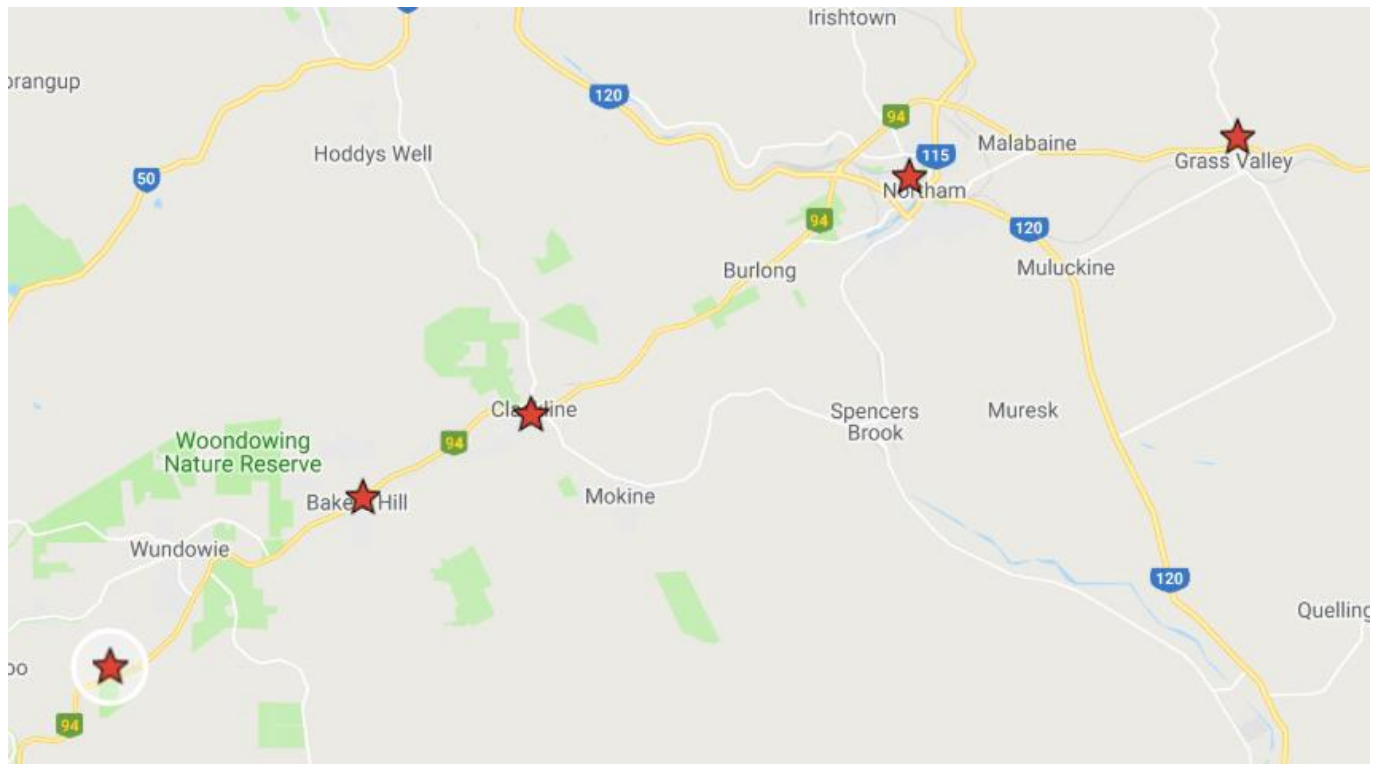 Irishtown
orangup
120
94
Hoddys Well
Malabaine
115
Grass Valley
50
Northam
94
120
Burlong
Muluckine
Spencers
Brook
Muresk
Woondowing
Nature Reserve
94
Mokine
Hill
Wundowie
120
Quelling
oo
94